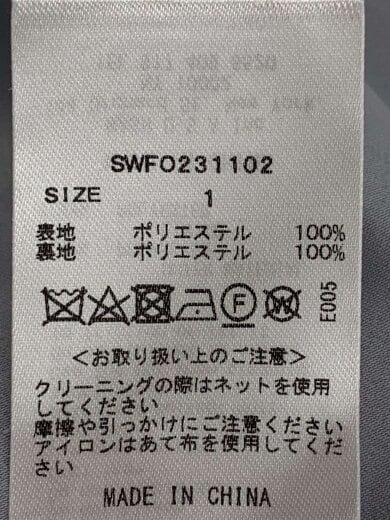 SWFO231102
SIZE 1
表地 ポリエステル 100%
裏地 ポリエステル 100%
F W E005
<お取り扱い上のご注意>
クリーニングの際はネットを使用
してください
摩擦や引っかけにご注意ください
アイロンはあて布を使用してくだ
さい
MADE IN CHINA